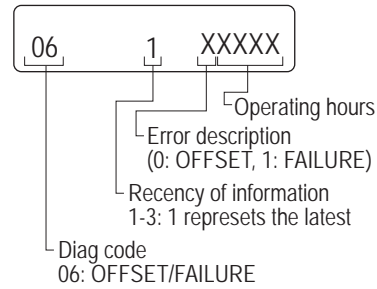 06 1 XXXXXX
Operating hours
Error description
(0: OFFSET, 1: FAILURE)
Recency of information
1-3: 1 represets the latest
Diag code
06: OFFSET/FAILURE